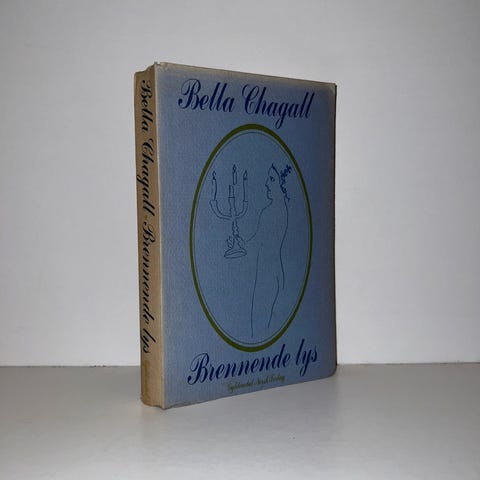 Bella Chagall
Brennende lys
Gyldendal Norsk Forlag
Bella Chagall - Brennende lys